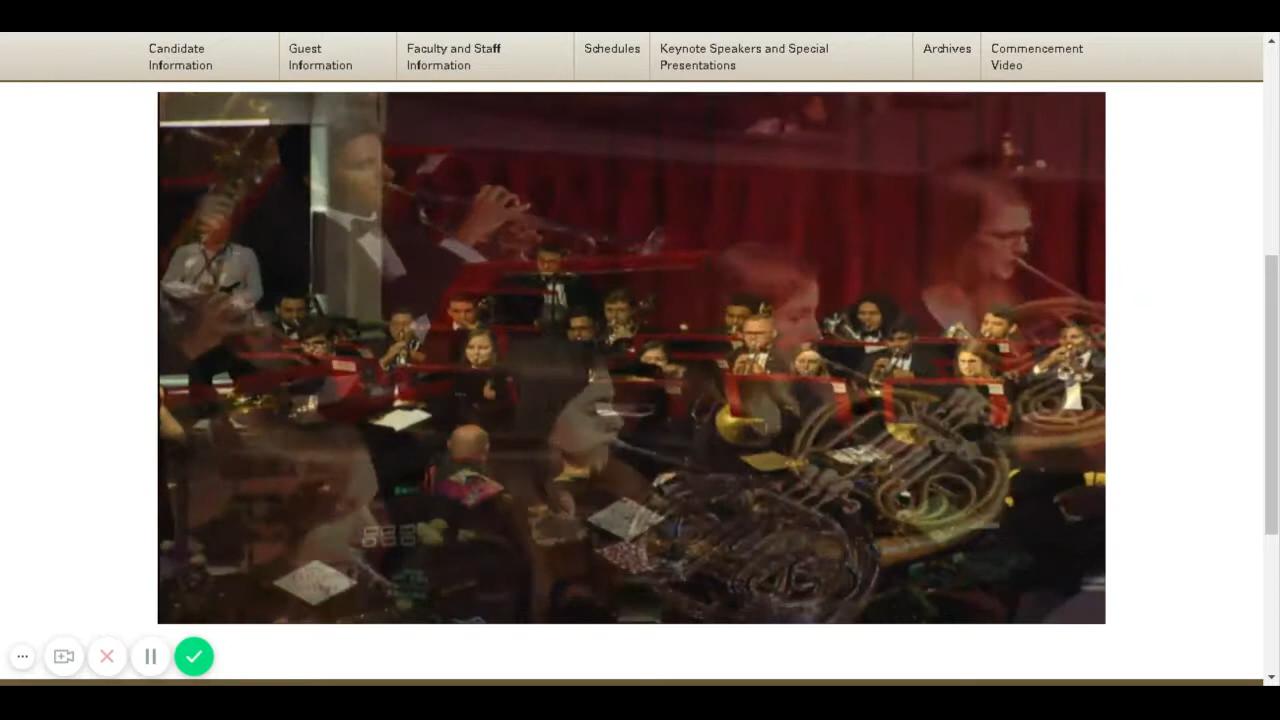 Candidate
Information
Guest
Information
Faculty and Staff
Information
Schedules
Keynote Speakers and Special
Presentations
Archives
Commencement
Video